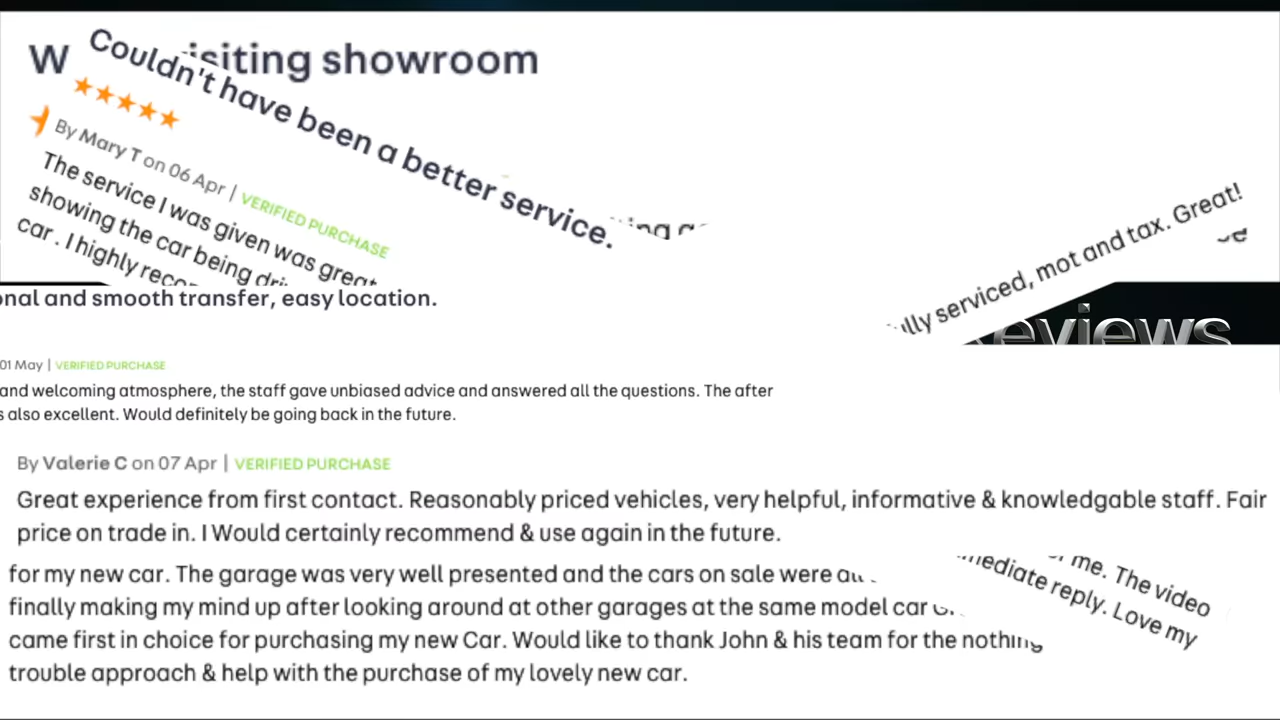 isiting showroom
Couldn't have been a better service.
By Mary T on 06 Apr | VERIFIED PURCHASE
The service I was given was great
showing the car being
car. I highly
serviced, mot and tax. Great!
onal and smooth transfer, easy location.
eviews
01 May | VERIFIED PURCHASE
and welcoming atmosphere, the staff gave unbiased advice and answered all the questions. The after
s also excellent. Would definitely be going back in the future.
By Valerie C on 07 Apr | VERIFIED PURCHASE
Great experience from first contact. Reasonably priced vehicles, very helpful, informative & knowledgable staff. Fair
price on trade in. I Would certainly recommend & use again in the future.
me. The video
mediate reply. Love my
for my new car. The garage was very well presented and the cars on sale were
finally making my mind up after looking around at other garages at the same model car
came first in choice for purchasing my new Car. Would like to thank John & his team for the nothing
trouble approach & help with the purchase of my lovely new car.